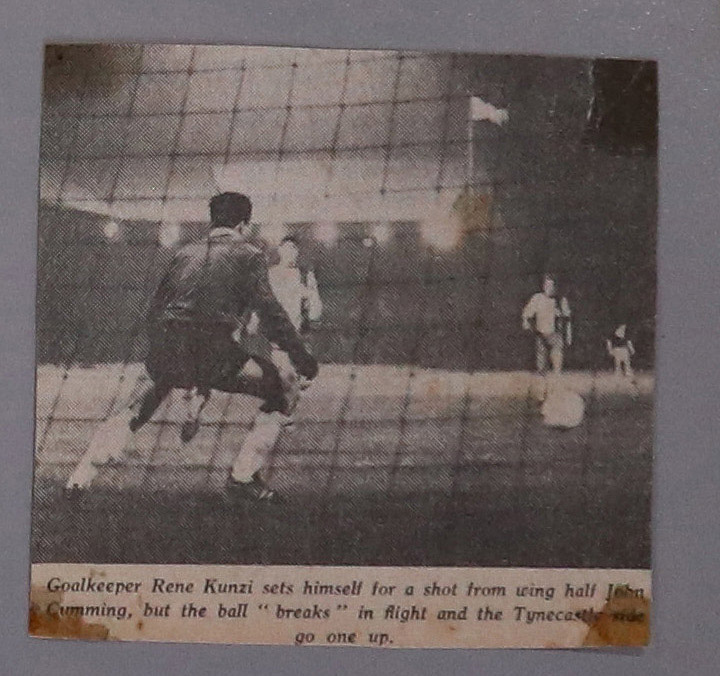 Goalkeeper Rene Kunzi sets himself for a shot from wing half John
Cumming, but the ball " breaks " in flight and the Tynecastle side
go one up.